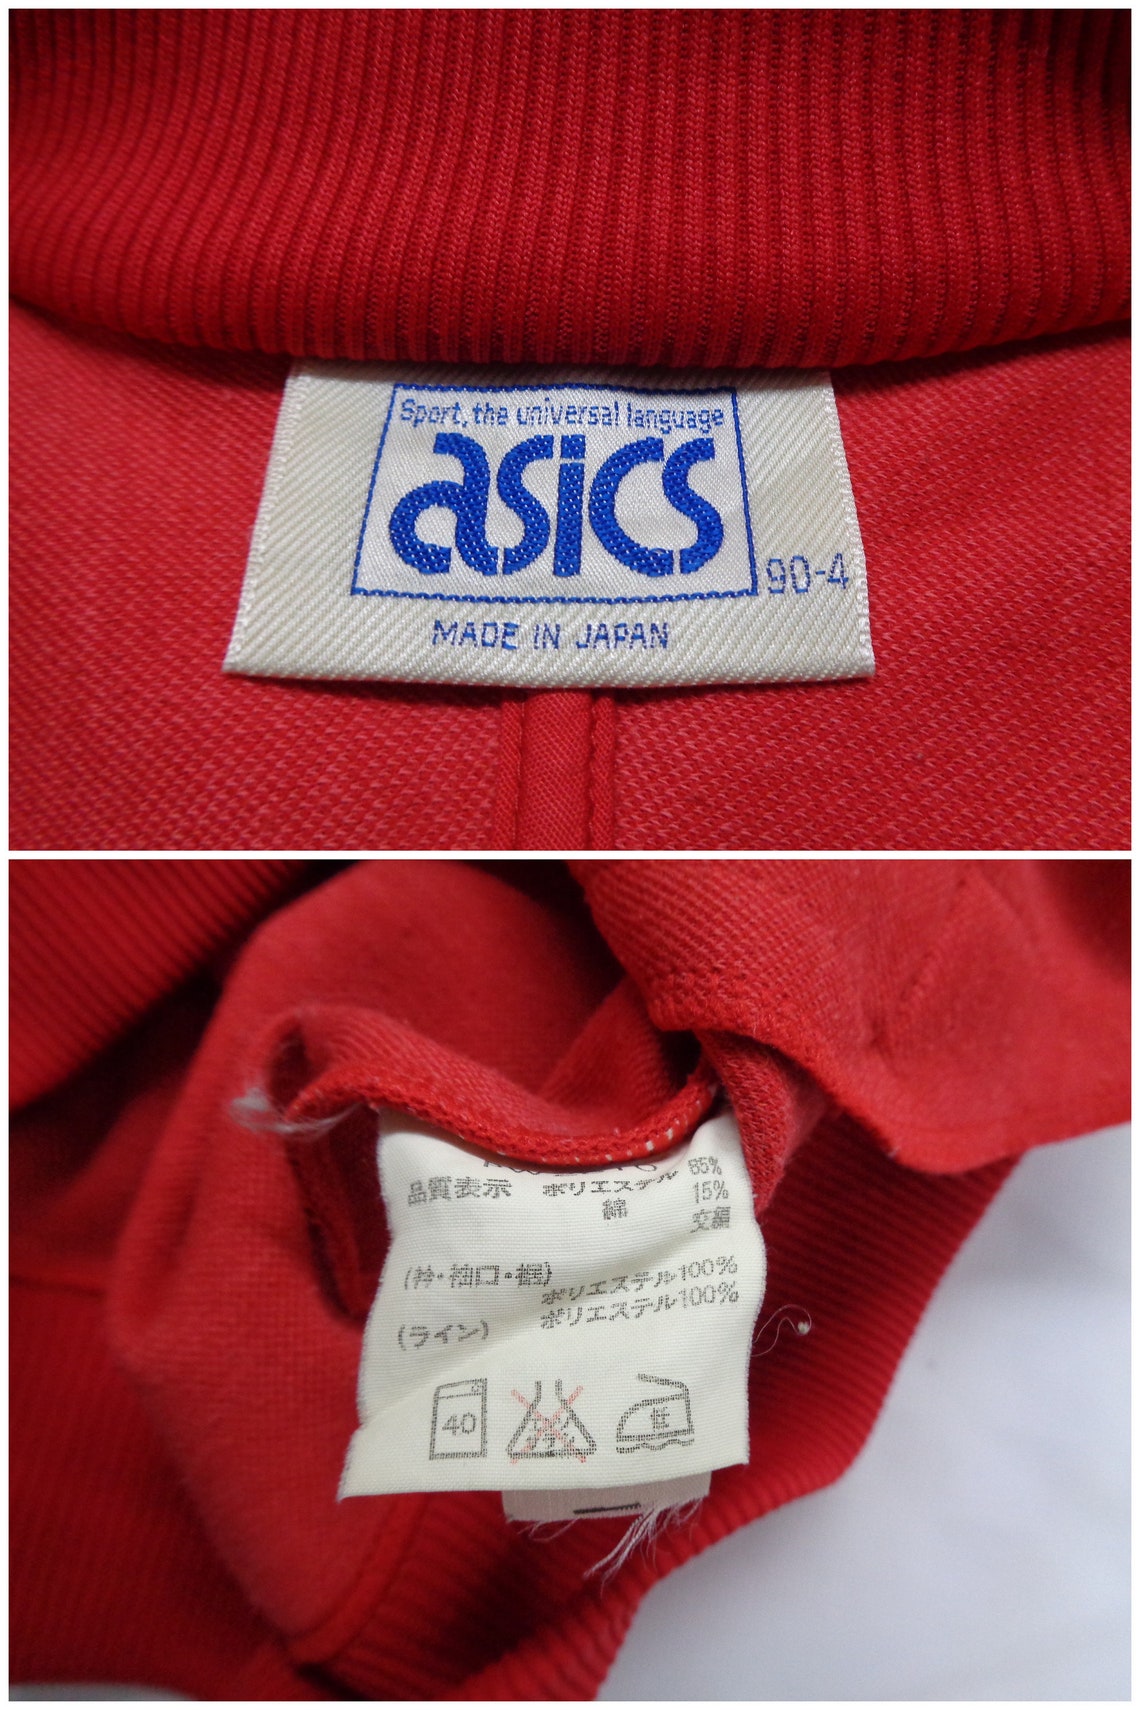 Sport, the universal language
asics
90-4
MADE IN JAPAN
品質表示 ポリエステル 85%
綿 15%
交編
(衿・袖口・裾)
ポリエステル100%
(ライン) ポリエステル100%
40
低